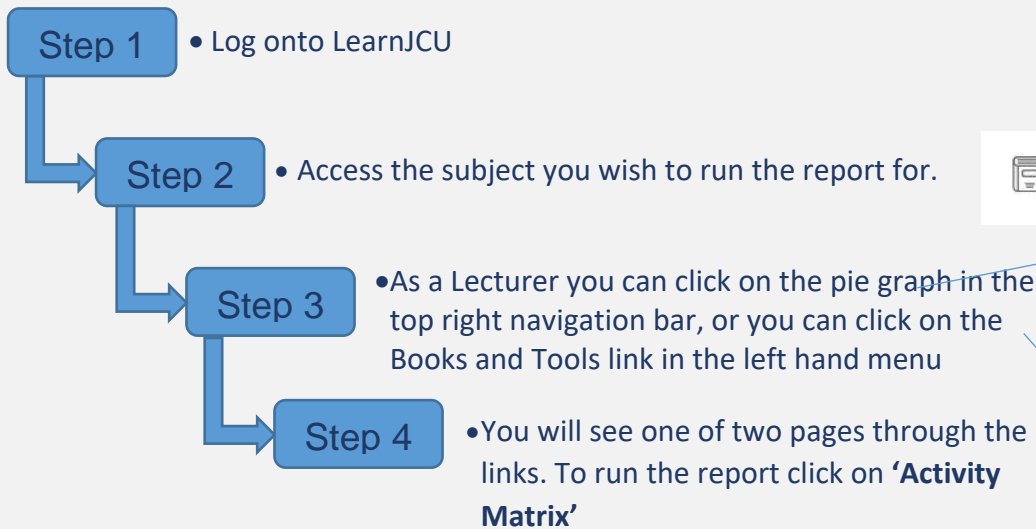 Step 1
• Log onto LearnJCU
Step 2
• Access the subject you wish to run the report for.
Step 3
•As a Lecturer you can click on the pie graph in the
top right navigation bar, or you can click on the
Books and Tools link in the left hand menu
Step 4
•You will see one of two pages through the
links. To run the report click on ‘Activity
Matrix’